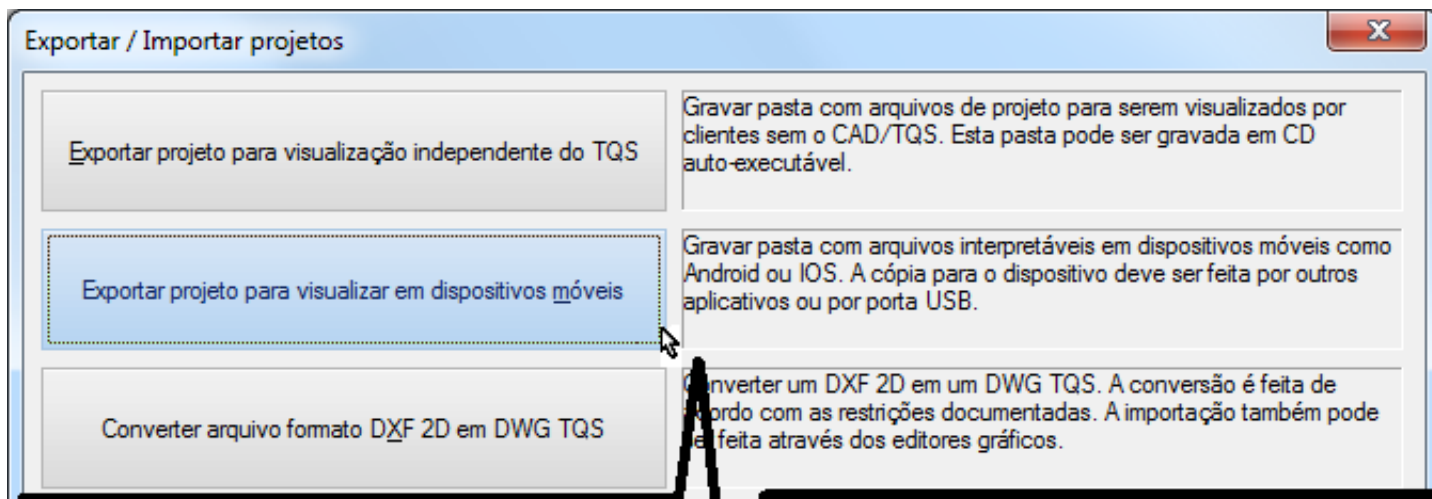 Exportar / Importar projetos
Exportar projeto para visualização independente do TQS
Gravar pasta com arquivos de projeto para serem visualizados por
clientes sem o CAD/TQS. Esta pasta pode ser gravada em CD
auto-executável.
Exportar projeto para visualizar em dispositivos móveis
Gravar pasta com arquivos interpretáveis em dispositivos móveis como
Android ou IOS. A cópia para o dispositivo deve ser feita por outros
aplicativos ou por porta USB.
Converter arquivo formato DXF 2D em DWG TQS
Converter um DXF 2D em um DWG TQS. A conversão é feita de
acordo com as restrições documentadas. A importação também pode
ser feita através dos editores gráficos.